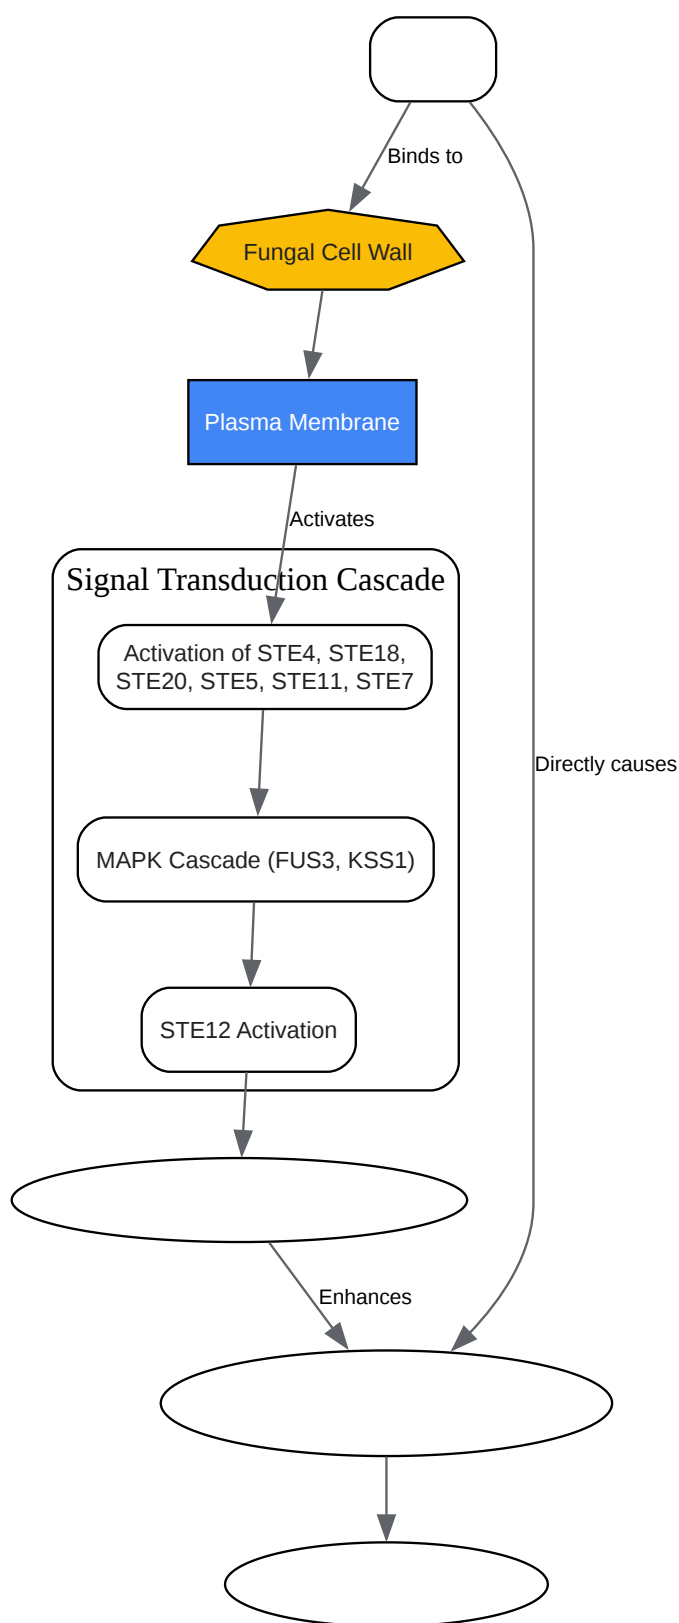 Binds to
Fungal Cell Wall
Plasma Membrane
Activates
Signal Transduction Cascade
Activation of STE4, STE18,
STE20, STE5, STE11, STE7
Directly causes
MAPK Cascade (FUS3, KSS1)
STE12 Activation
Enhances